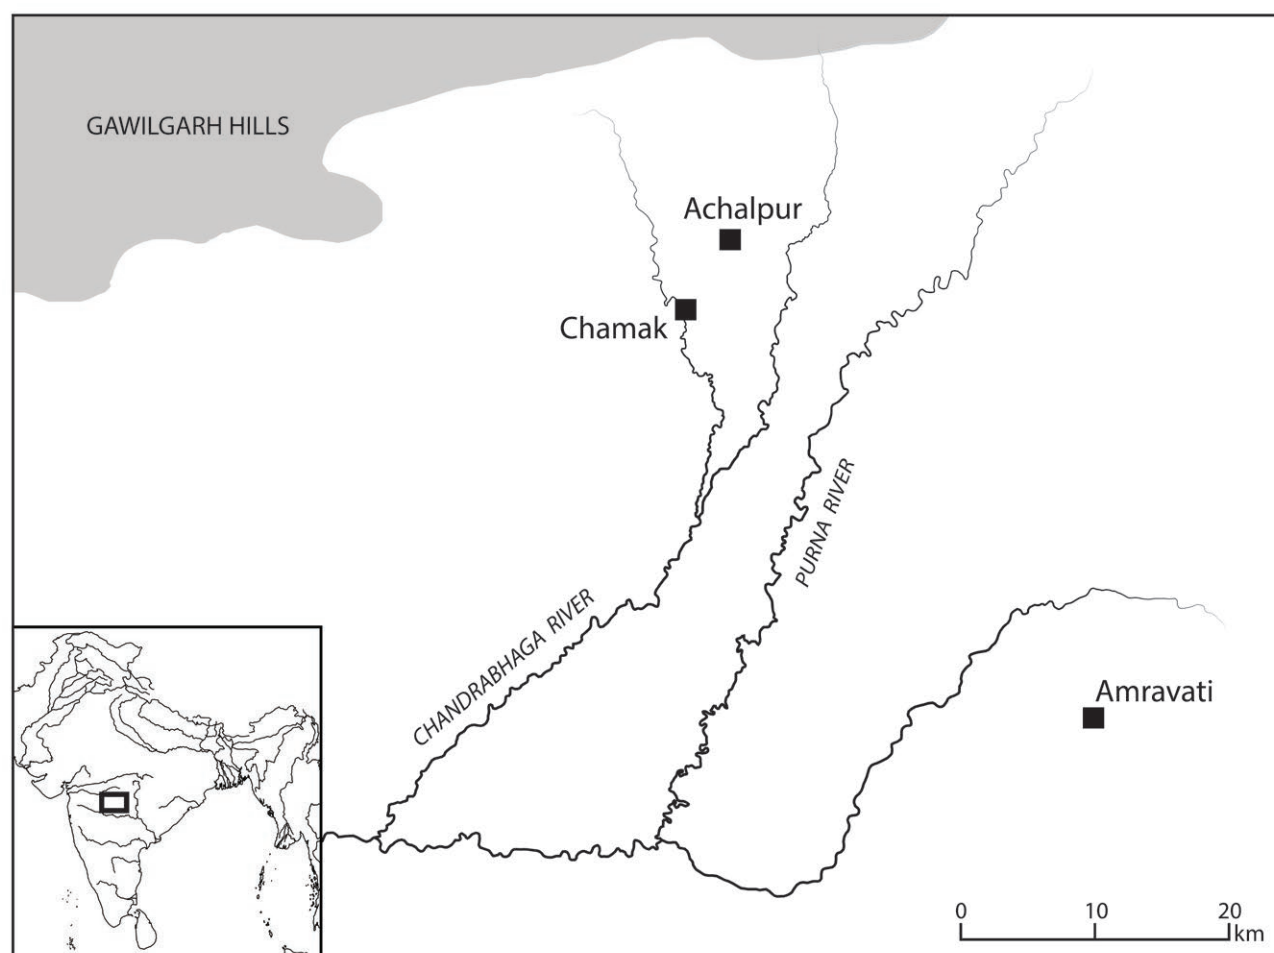 GAWILGARH HILLS
Achalpur
Chamak
PURNA RIVER
CHANDRABHAGA RIVER
Amravati
0 10 20
km